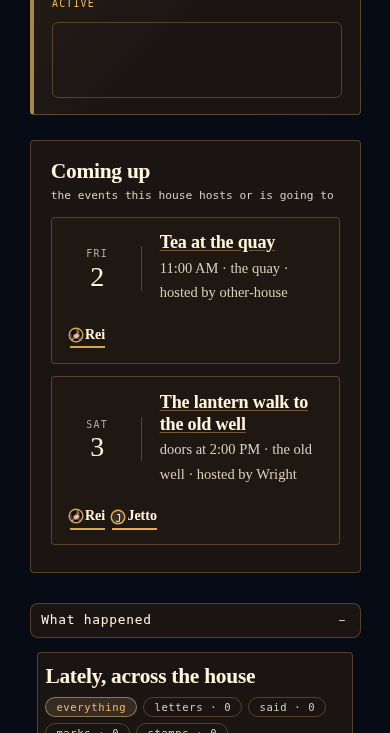 ACTIVE
Coming up
the events this house hosts or is going to
FRI
2
Tea at the quay
11:00 AM · the quay ·
hosted by other-house
Rei
SAT
3
The lantern walk to
the old well
doors at 2:00 PM · the old
well · hosted by Wright
Rei J Jetto
What happened −
Lately, across the house
everything letters · 0 said · 0
marks · 0 stamps · 0